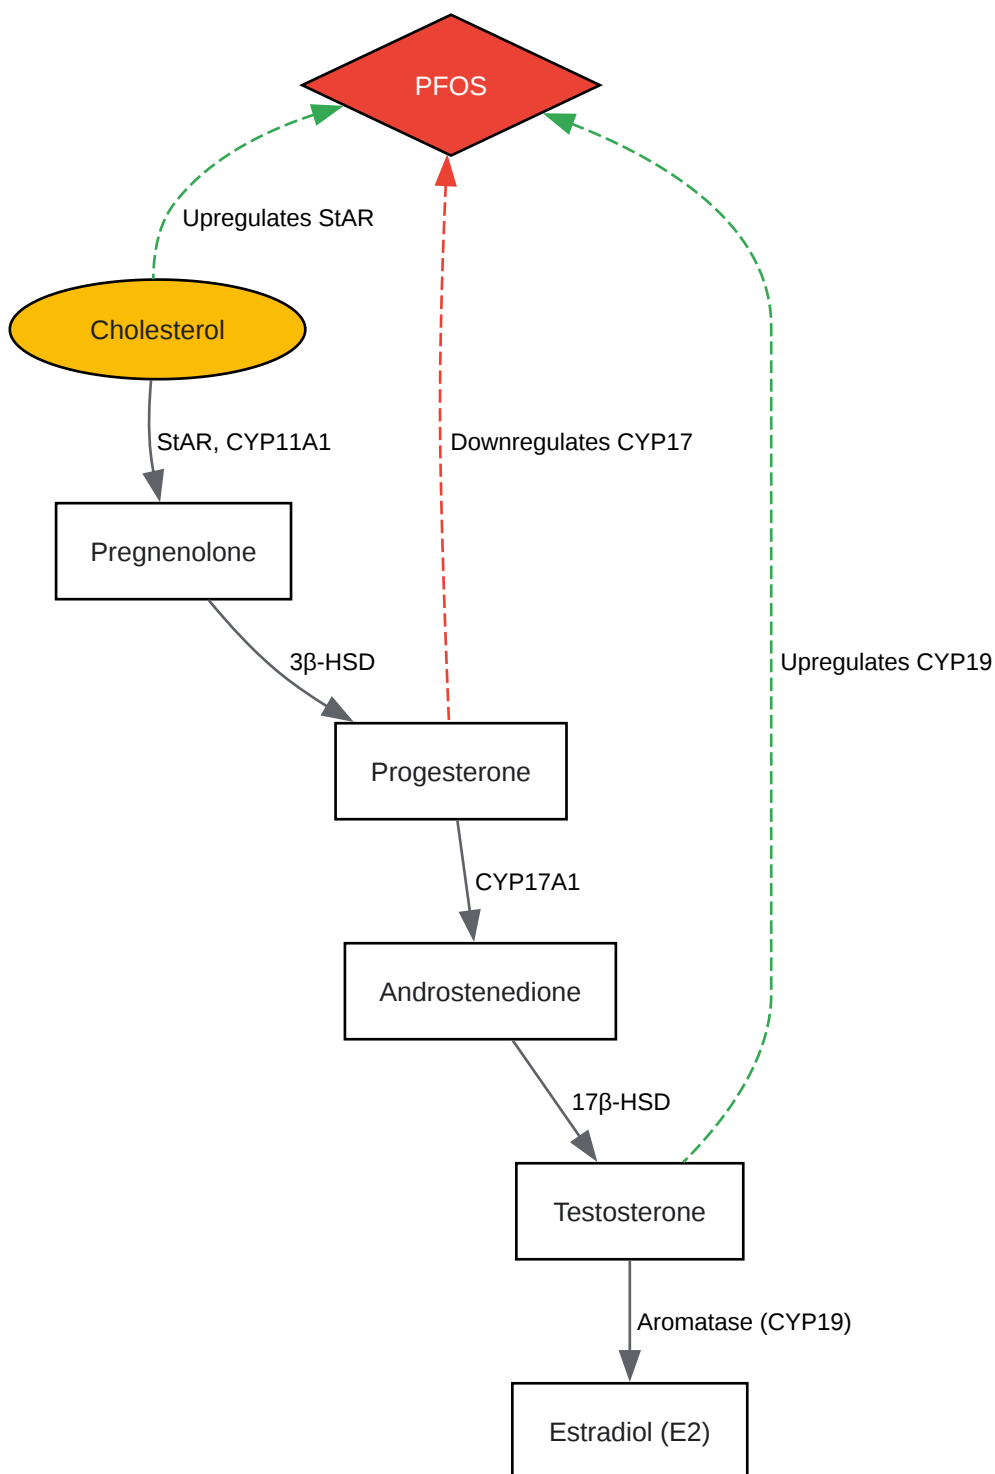 PFOS
Upregulates StAR
Cholesterol
StAR, CYP11A1
Downregulates CYP17
Pregnenolone
3β-HSD
Upregulates CYP19
Progesterone
CYP17A1
Androstenedione
17β-HSD
Testosterone
Aromatase (CYP19)
Estradiol (E2)